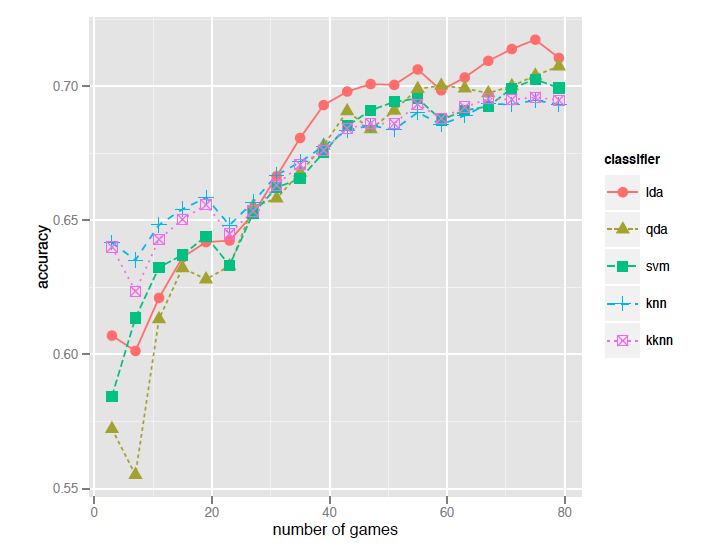 0.70
0.65
0.60
0.55
accuracy
0
20
40
60
80
number of games
classifier
lda
qda
svm
knn
kknn